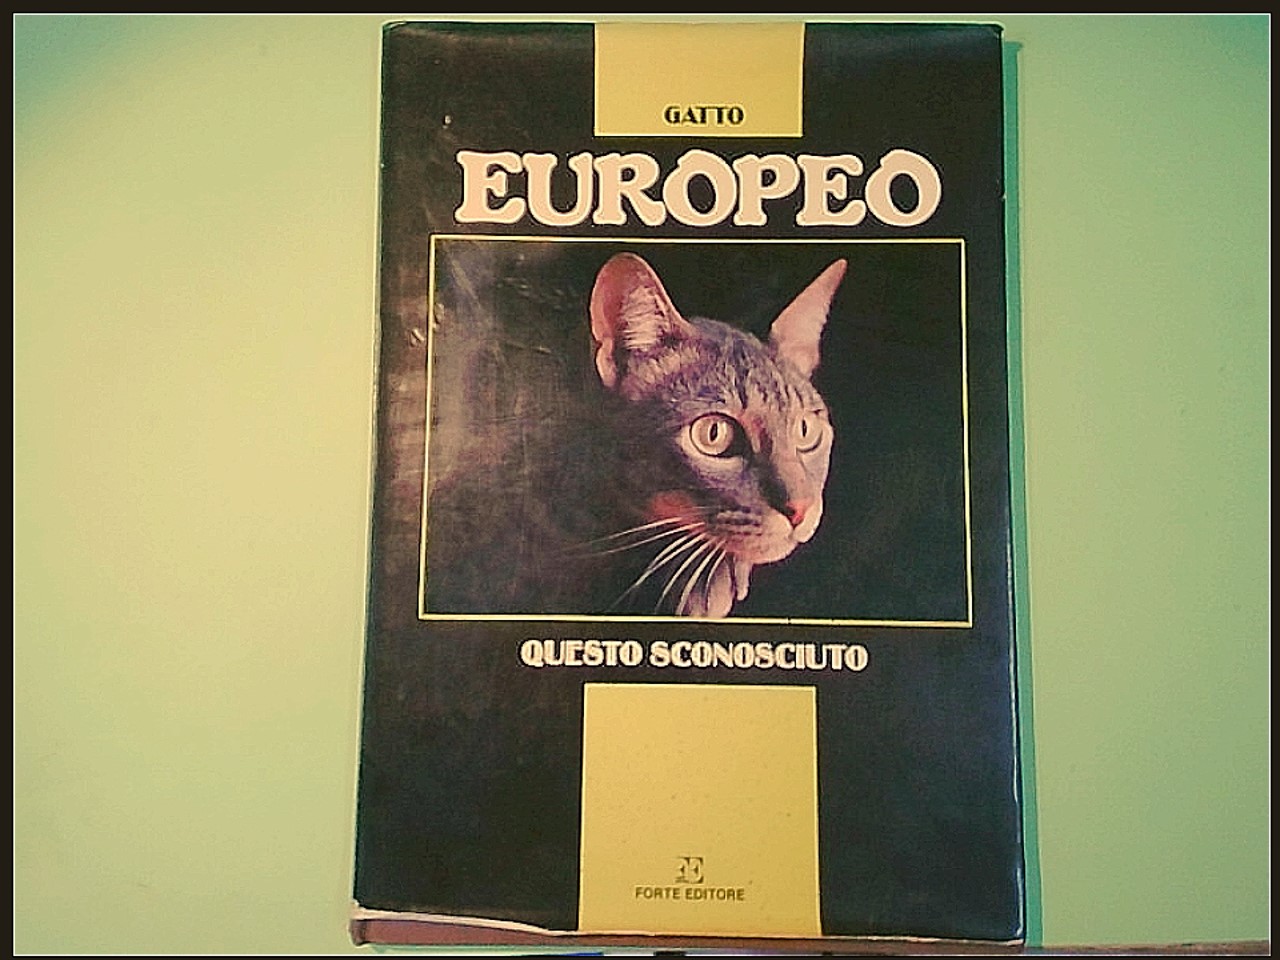 GATTO
EUROPEO
QUESTO SCONOSCIUTO
FE
FORTE EDITORE